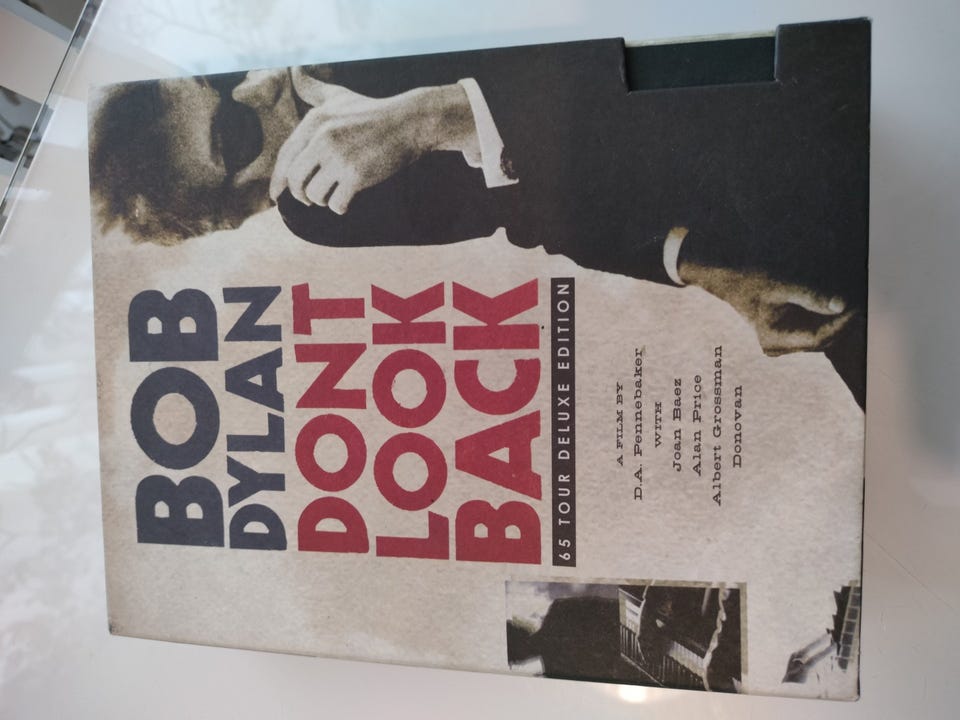 BOB
DYLAN
DONT
LOOK
BACK
65 TOUR DELUXE EDITION
A FILM BY
D.A. Pennebaker
WITH
Joan Baez
Alan Price
Albert Grossman
Donovan